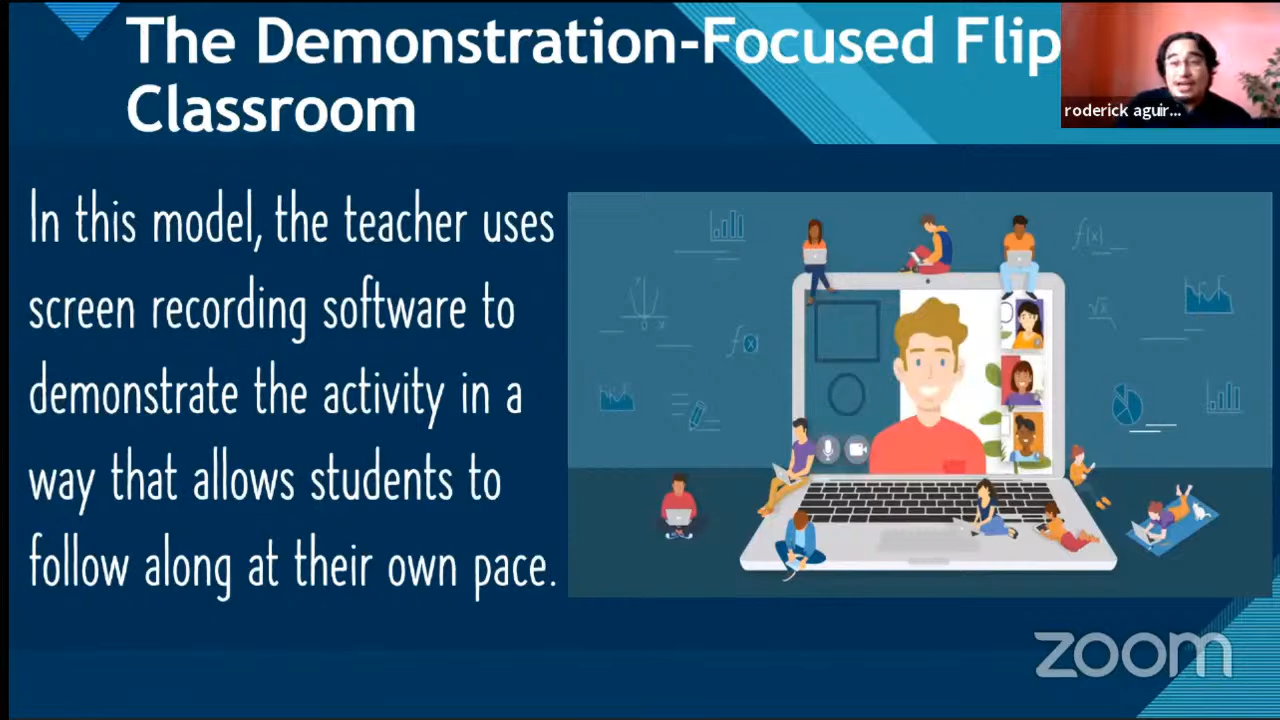 The Demonstration-Focused Flip
Classroom
roderick aguir...
In this model, the teacher uses
screen recording software to
demonstrate the activity in a
way that allows students to
follow along at their own pace.
f(x)
√x
f(x)
zoom